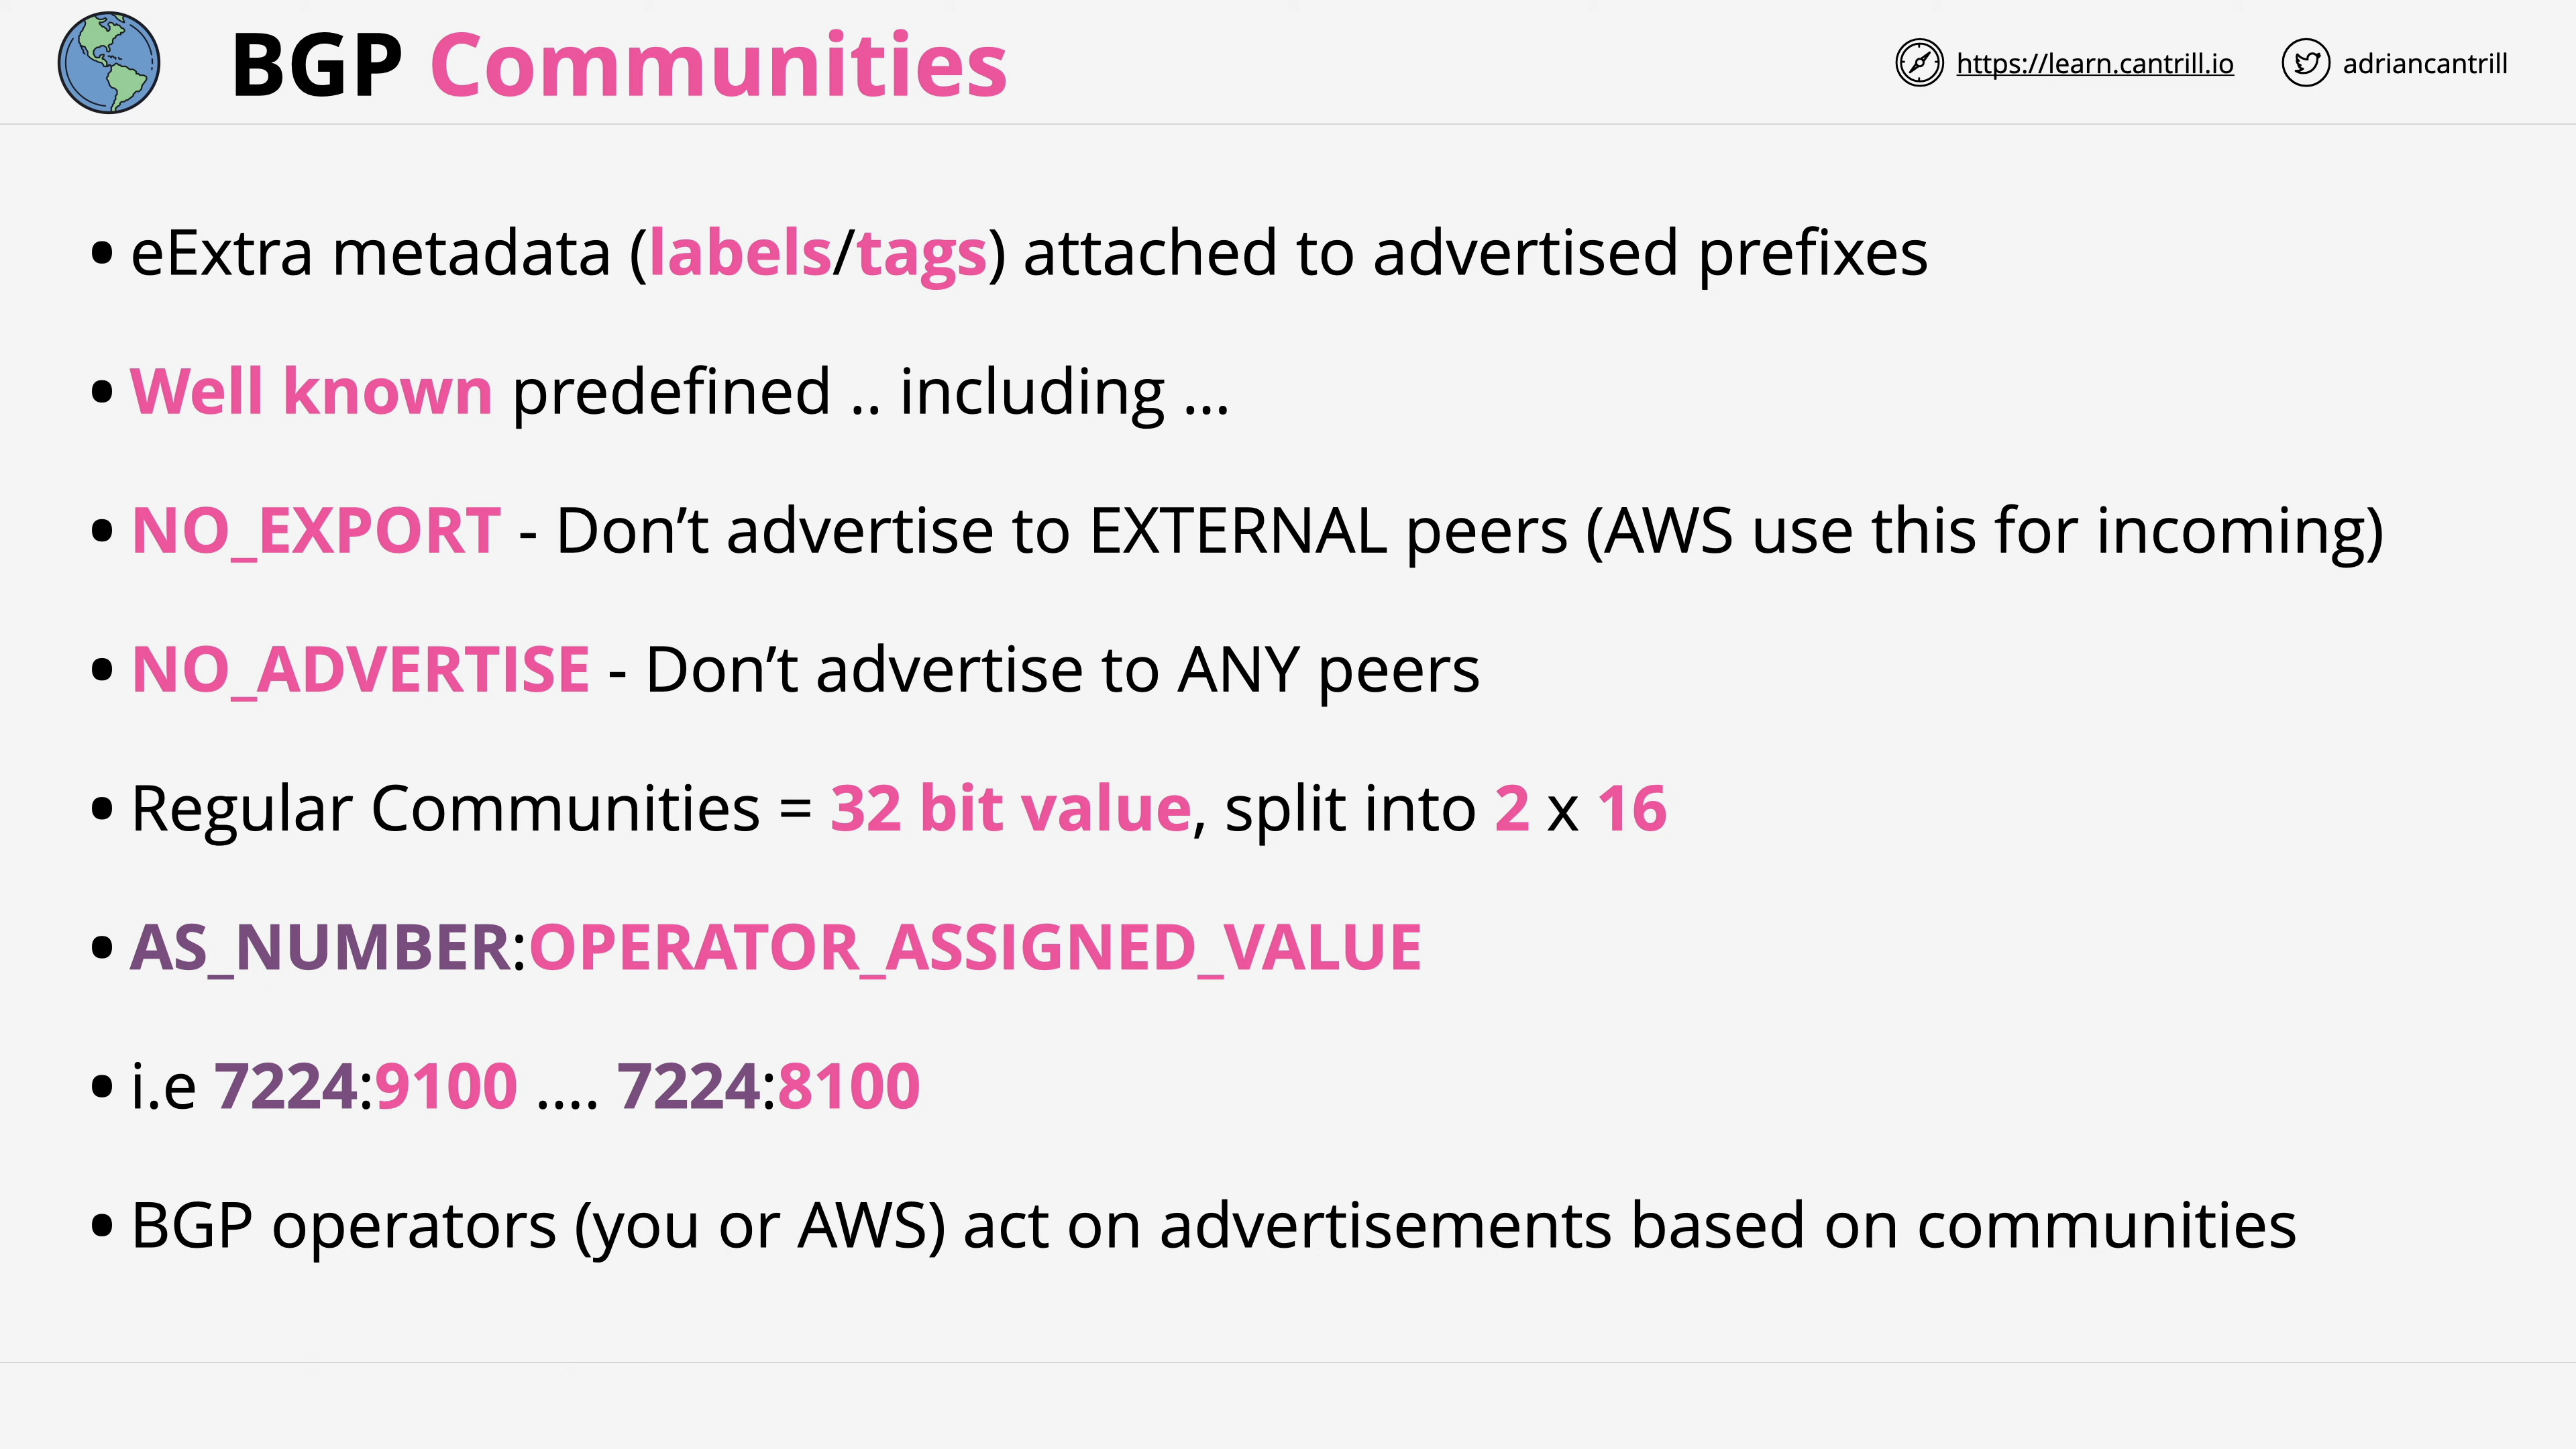 BGP Communities
https://learn.cantrill.io
adriancantrill
• eExtra metadata (labels/tags) attached to advertised prefixes
• Well known predefined .. including ...
• NO_EXPORT - Don’t advertise to EXTERNAL peers (AWS use this for incoming)
• NO_ADVERTISE - Don’t advertise to ANY peers
• Regular Communities = 32 bit value, split into 2 x 16
• AS_NUMBER:OPERATOR_ASSIGNED_VALUE
• i.e 7224:9100 .... 7224:8100
• BGP operators (you or AWS) act on advertisements based on communities